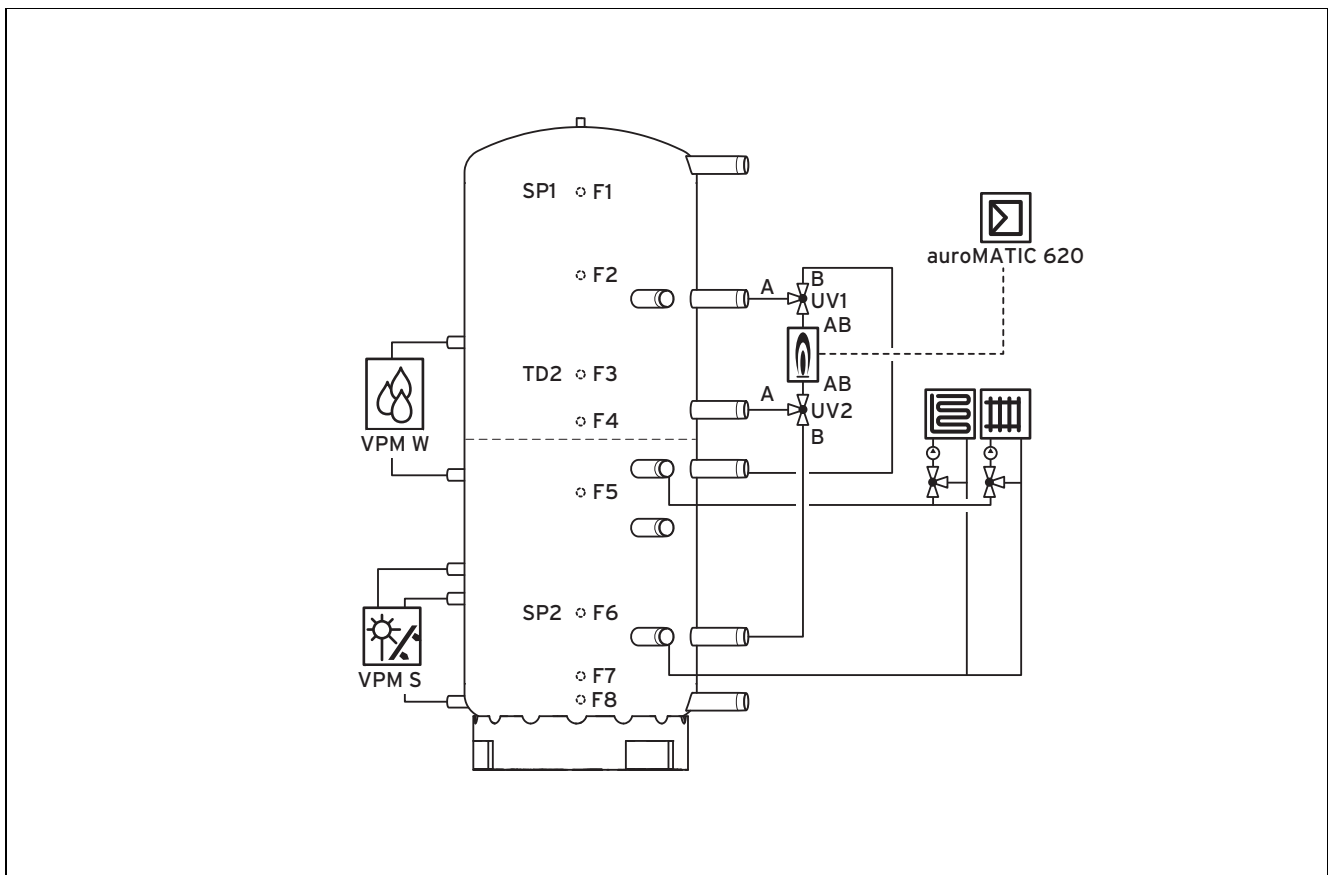 SP1 F1
auroMATIC 620
F2
A
B
UV1
AB
VPM W
TD2 F3
AB
A
UV2
F4
B
F5
SP2 F6
VPM S
F7
F8